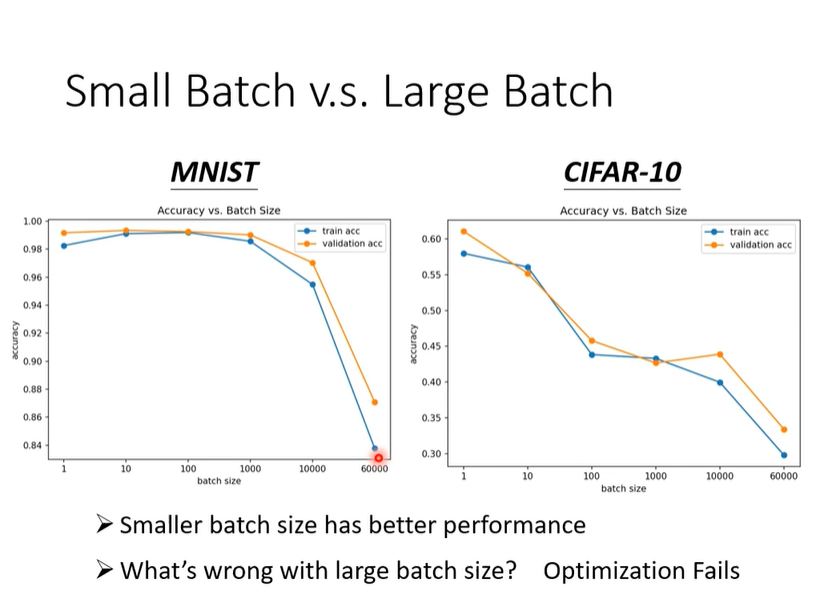 Small Batch v.s. Large Batch
MNIST
Accuracy vs. Batch Size
train acc
validation acc
accuracy
1.00
0.98
0.96
0.94
0.92
0.90
0.88
0.86
0.84
1 10 100 1000 10000 60000
batch size
CIFAR-10
Accuracy vs. Batch Size
train acc
validation acc
accuracy
0.60
0.55
0.50
0.45
0.40
0.35
0.30
1 10 100 1000 10000 60000
batch size
➢ Smaller batch size has better performance
➢ What's wrong with large batch size? Optimization Fails